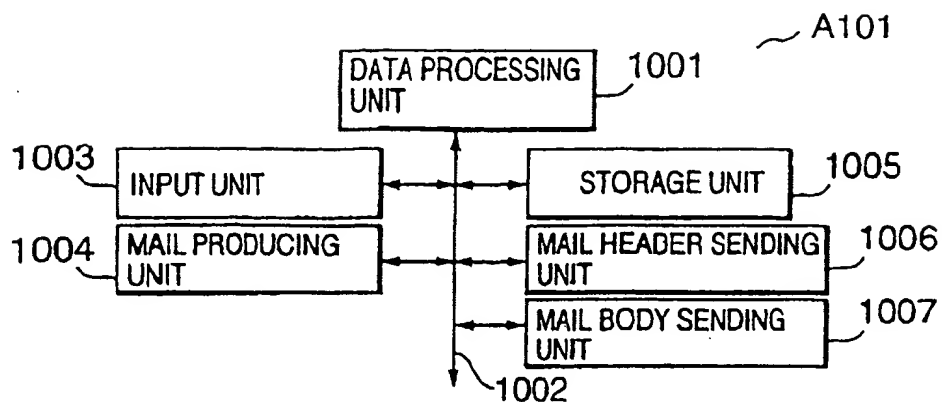 A101
DATA PROCESSING
UNIT
1001
1003
INPUT UNIT
STORAGE UNIT
1005
1004
MAIL PRODUCING
UNIT
MAIL HEADER SENDING
UNIT
1006
MAIL BODY SENDING
UNIT
1007
1002